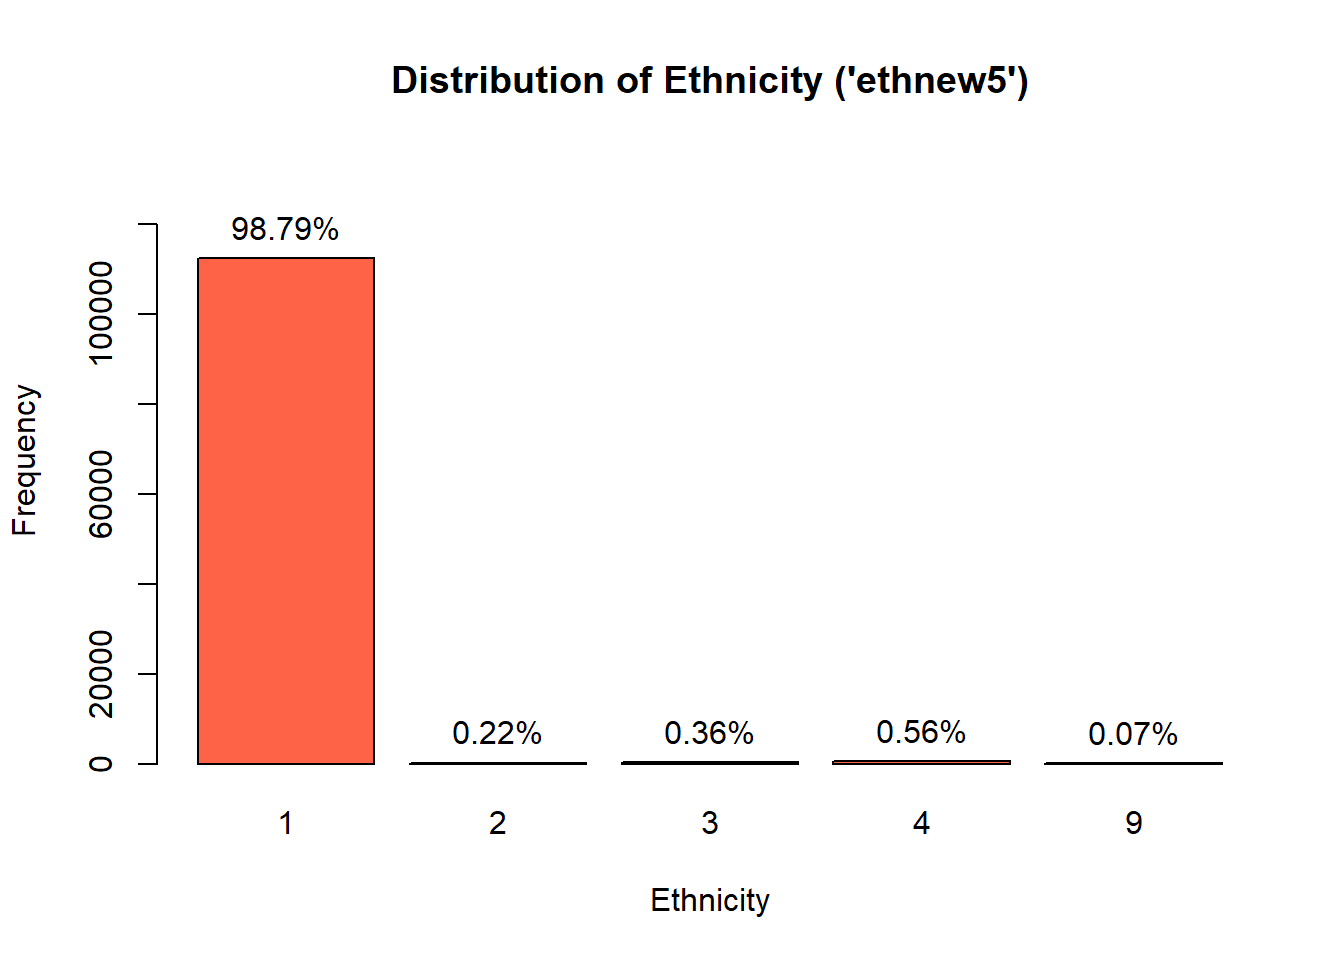 Distribution of Ethnicity ('ethnew5')
98.79%
0.22%
0.36%
0.56%
0.07%
Frequency
100000
60000
20000
0
1 2 3 4 9
Ethnicity